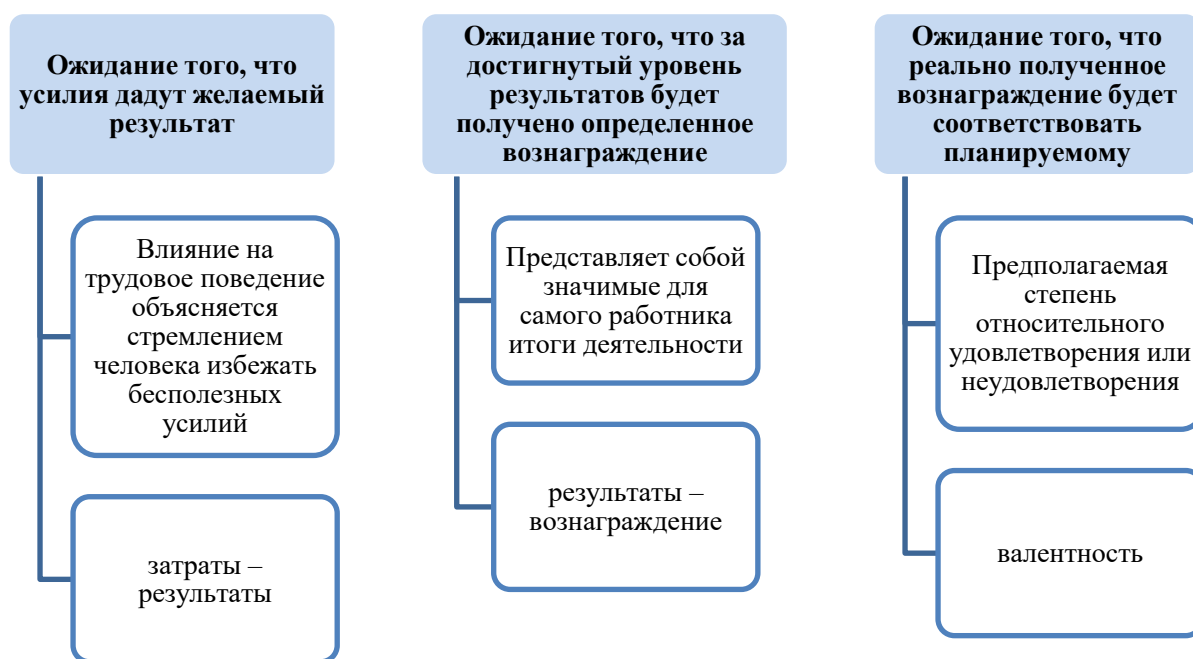 Ожидание того, что
усилия дадут желаемый
результат
Влияние на
трудовое поведение
объясняется
стремлением
человека избежать
бесполезных
усилий
затраты –
результаты
Ожидание того, что за
достигнутый уровень
результатов будет
получено определенное
вознаграждение
Представляет собой
значимые для
самого работника
итоги деятельности
результаты –
вознаграждение
Ожидание того, что
реально полученное
вознаграждение будет
соответствовать
планируемому
Предполагаемая
степень
относительного
удовлетворения или
неудовлетворения
валентность